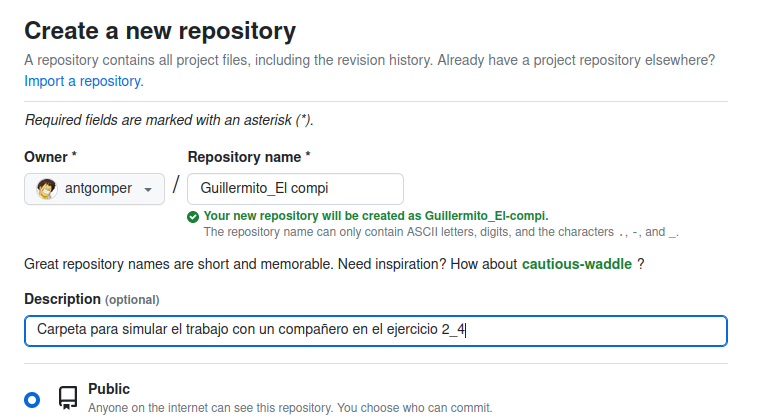 Create a new repository
A repository contains all project files, including the revision history. Already have a project repository elsewhere?
Import a repository.
Required fields are marked with an asterisk (*).
Owner * Repository name *
antgomper / Guillermito_El compi
Your new repository will be created as Guillermito_El-compi.
The repository name can only contain ASCII letters, digits, and the characters ., -, and _.
Great repository names are short and memorable. Need inspiration? How about cautious-waddle ?
Description (optional)
Carpeta para simular el trabajo con un compañero en el ejercicio 2_4
Public
Anyone on the internet can see this repository. You choose who can commit.